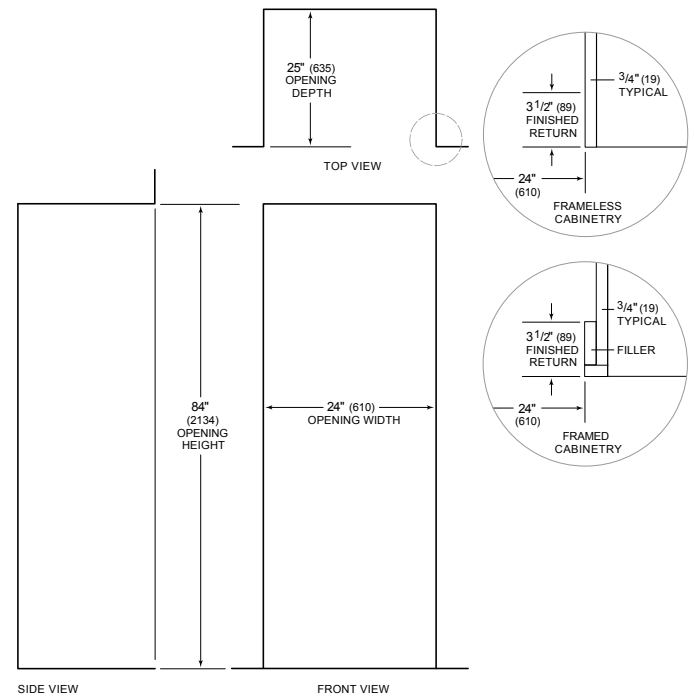 25" (635)
OPENING
DEPTH
TOP VIEW
3/4" (19)
TYPICAL
3 1/2" (89)
FINISHED
RETURN
24"
(610)
FRAMELESS
CABINETRY
3/4" (19)
TYPICAL
3 1/2" (89)
FINISHED
RETURN
FILLER
24"
(610)
FRAMED
CABINETRY
84"
(2134)
OPENING
HEIGHT
24" (610)
OPENING WIDTH
SIDE VIEW
FRONT VIEW